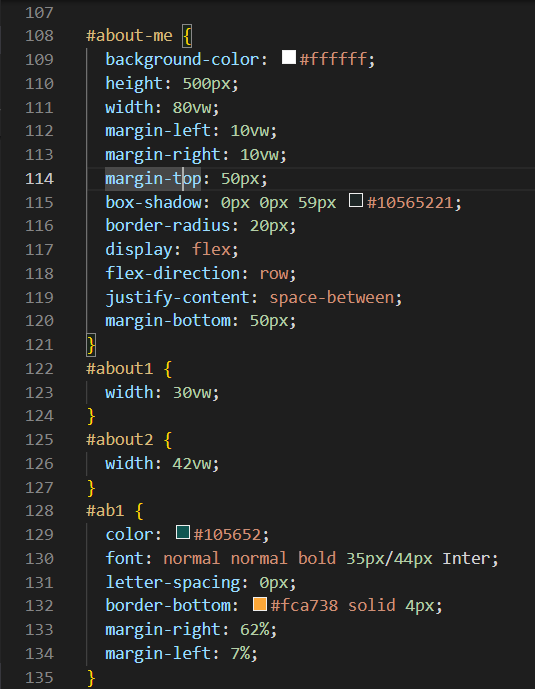 107
108 #about-me {
109 background-color: #ffffff;
110 height: 500px;
111 width: 80vw;
112 margin-left: 10vw;
113 margin-right: 10vw;
114 margin-top: 50px;
115 box-shadow: 0px 0px 59px #10565221;
116 border-radius: 20px;
117 display: flex;
118 flex-direction: row;
119 justify-content: space-between;
120 margin-bottom: 50px;
121 }
122 #about1 {
123 width: 30vw;
124 }
125 #about2 {
126 width: 42vw;
127 }
128 #ab1 {
129 color: #105652;
130 font: normal normal bold 35px/44px Inter;
131 letter-spacing: 0px;
132 border-bottom: #fca738 solid 4px;
133 margin-right: 62%;
134 margin-left: 7%;
135 }